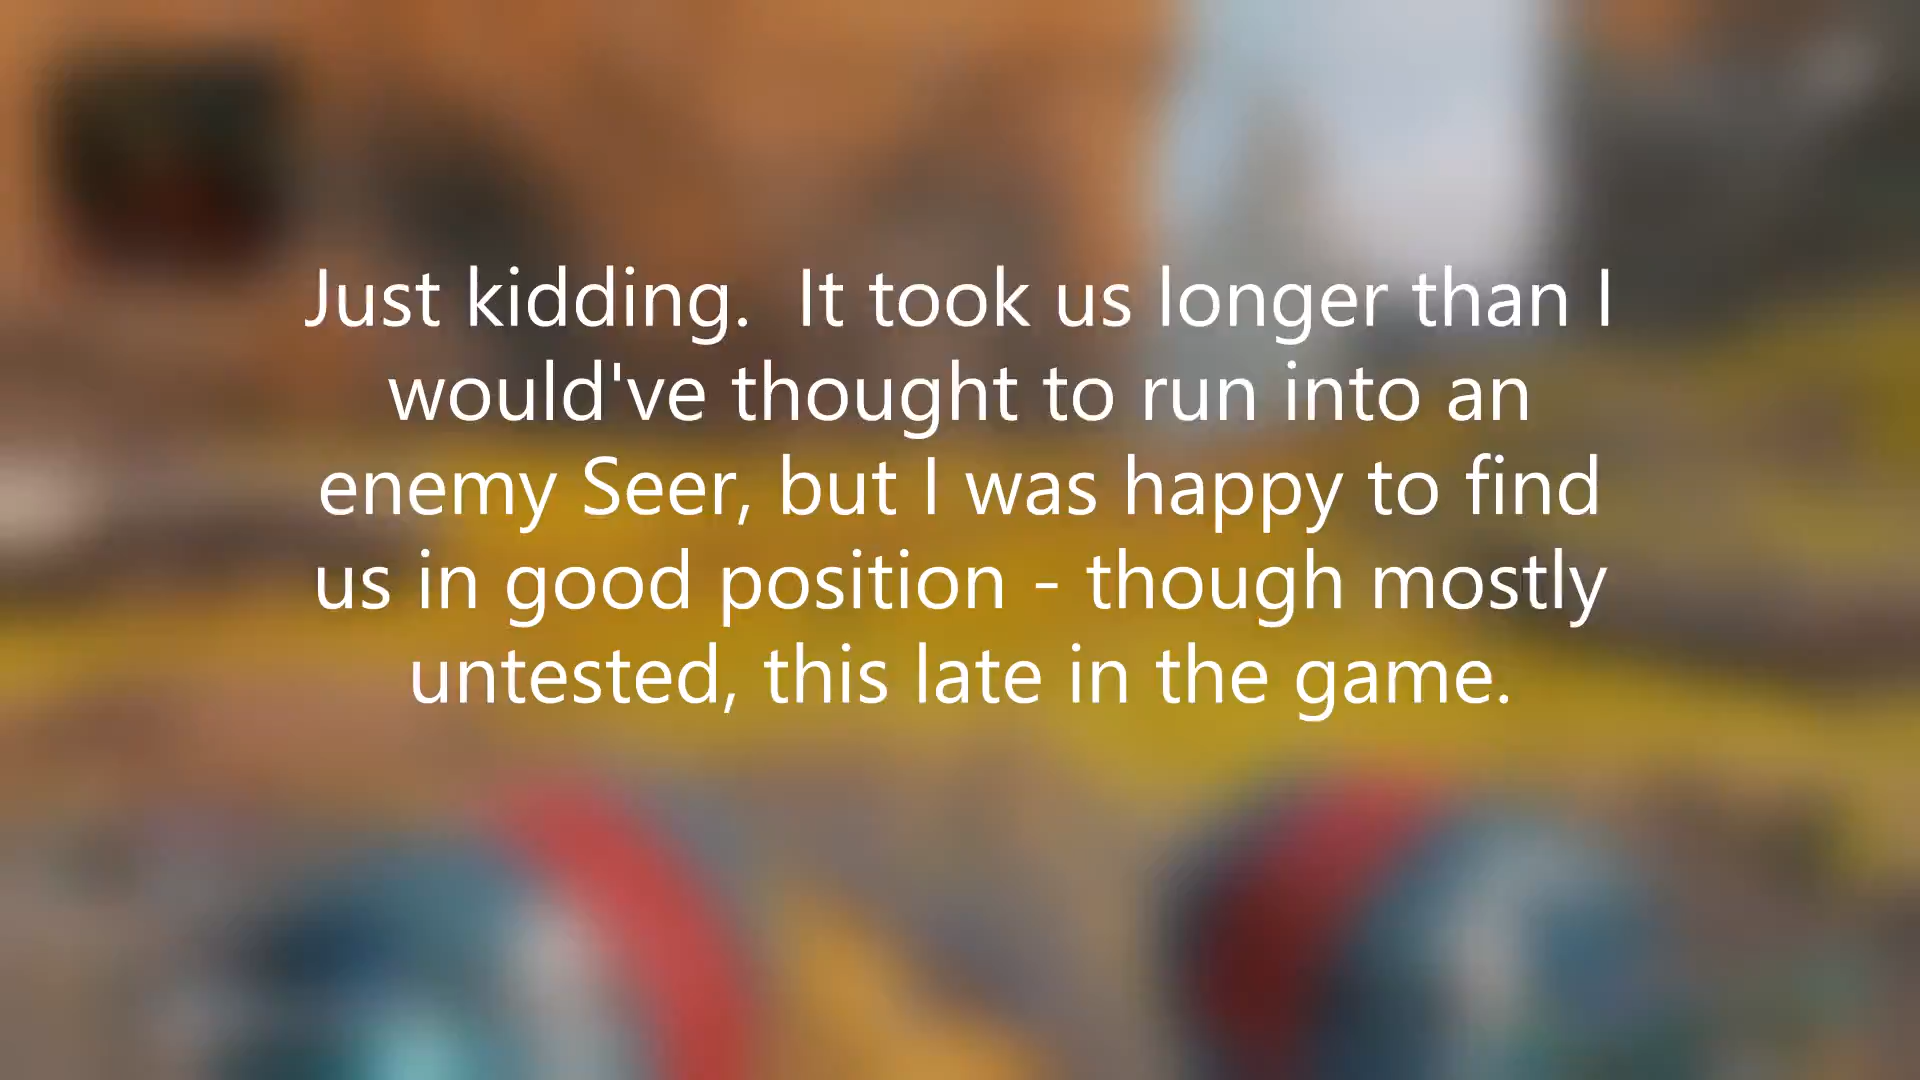 Just kidding.  It took us longer than I
would've thought to run into an
enemy Seer, but I was happy to find
us in good position - though mostly
untested, this late in the game.